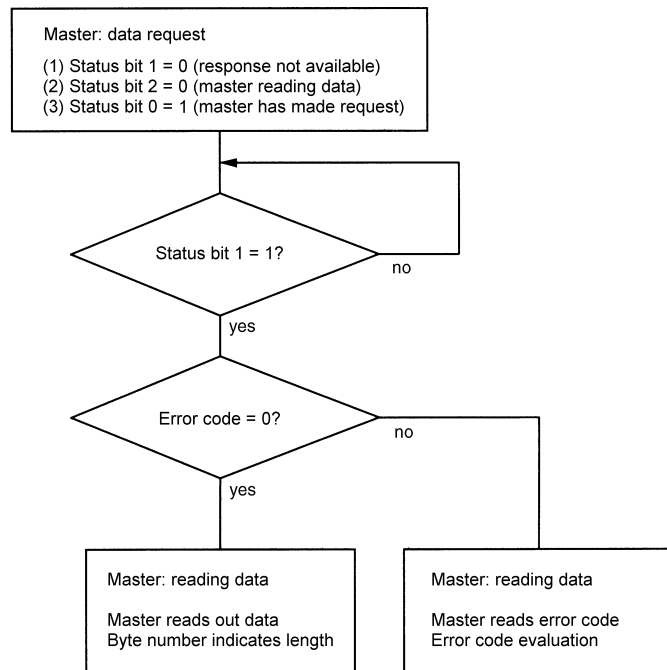 Master: data request
(1) Status bit 1 = 0 (response not available)
(2) Status bit 2 = 0 (master reading data)
(3) Status bit 0 = 1 (master has made request)
Status bit 1 = 1?
no
yes
Error code = 0?
no
yes
Master: reading data
Master reads out data
Byte number indicates length
Master: reading data
Master reads error code
Error code evaluation